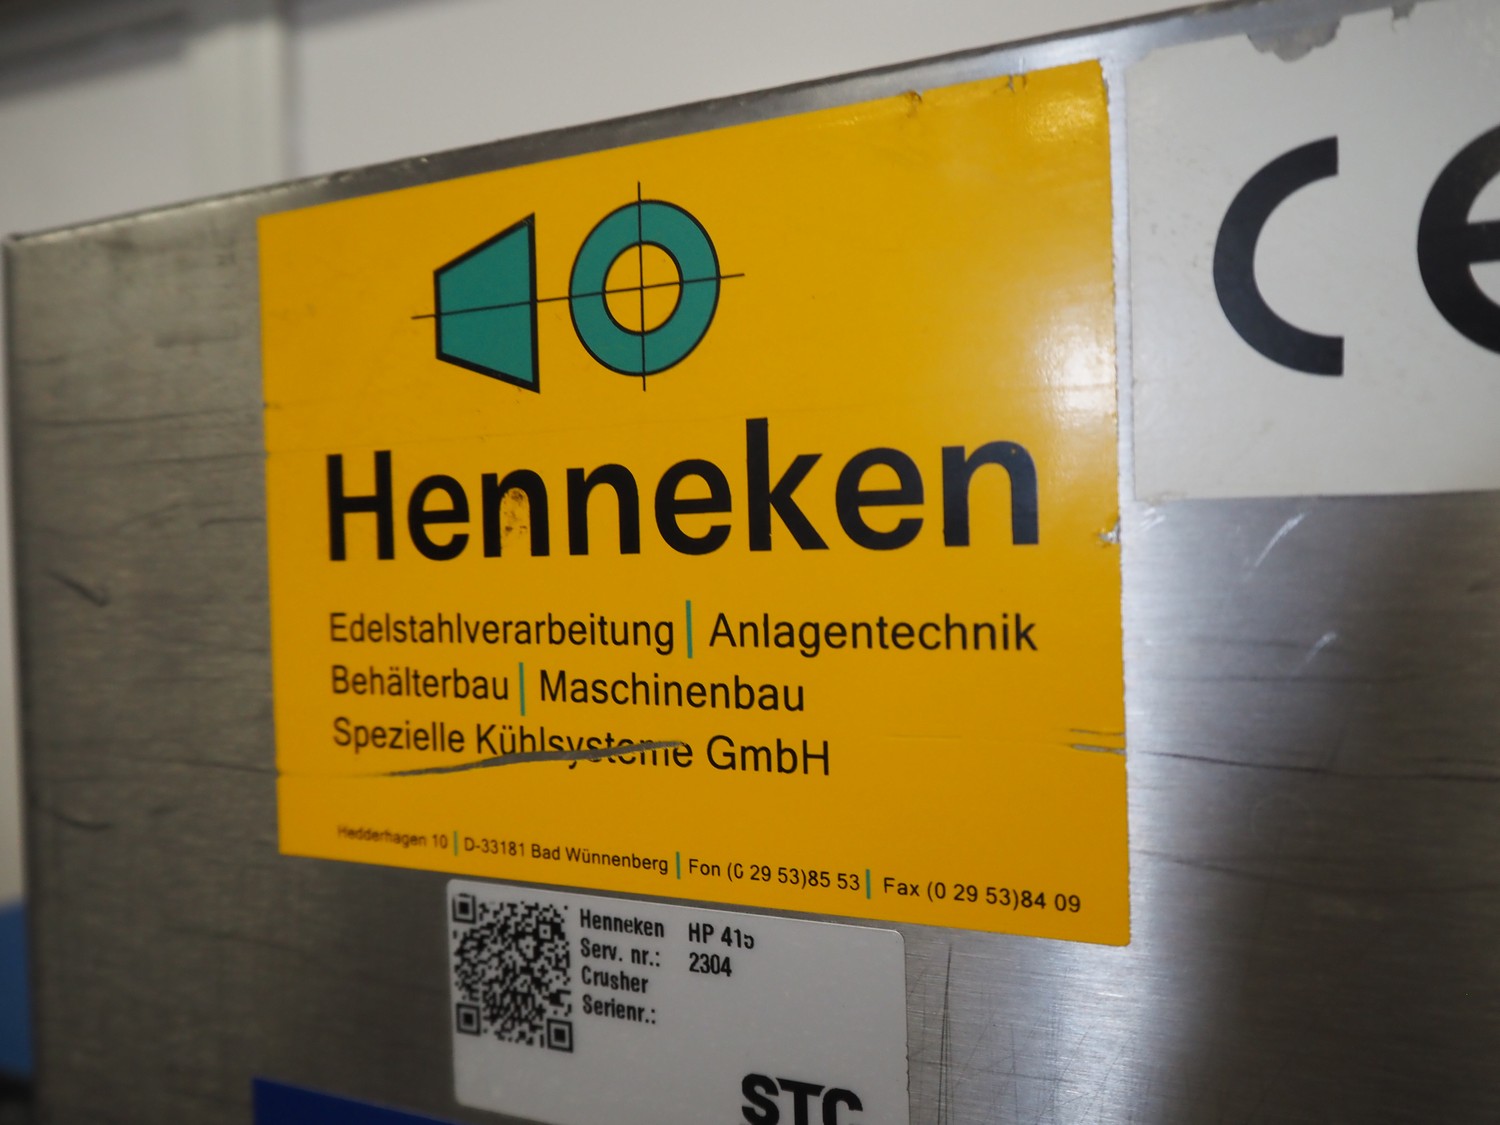 Henneken
Edelstahlverarbeitung | Anlagentechnik
Behälterbau | Maschinenbau
Spezielle Kühlsysteme GmbH
Hedderhagen 10 | D-33181 Bad Wünnenberg | Fon (0 29 53)85 53 | Fax (0 29 53)84 09
CE
Henneken HP 415
Serv. nr.: 2304
Crusher
Serienr.:
STC